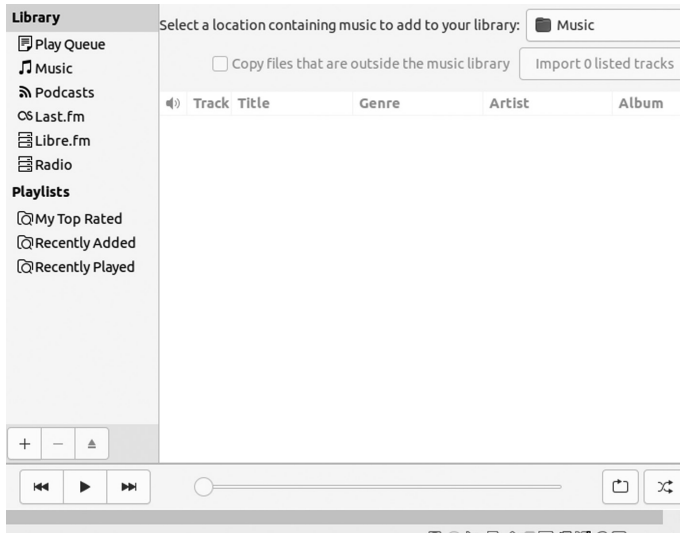 Library
Play Queue
Music
Podcasts
Last.fm
Libre.fm
Radio
Playlists
My Top Rated
Recently Added
Recently Played
Select a location containing music to add to your library: Music
Copy files that are outside the music library Import 0 listed tracks
Track Title Genre Artist Album